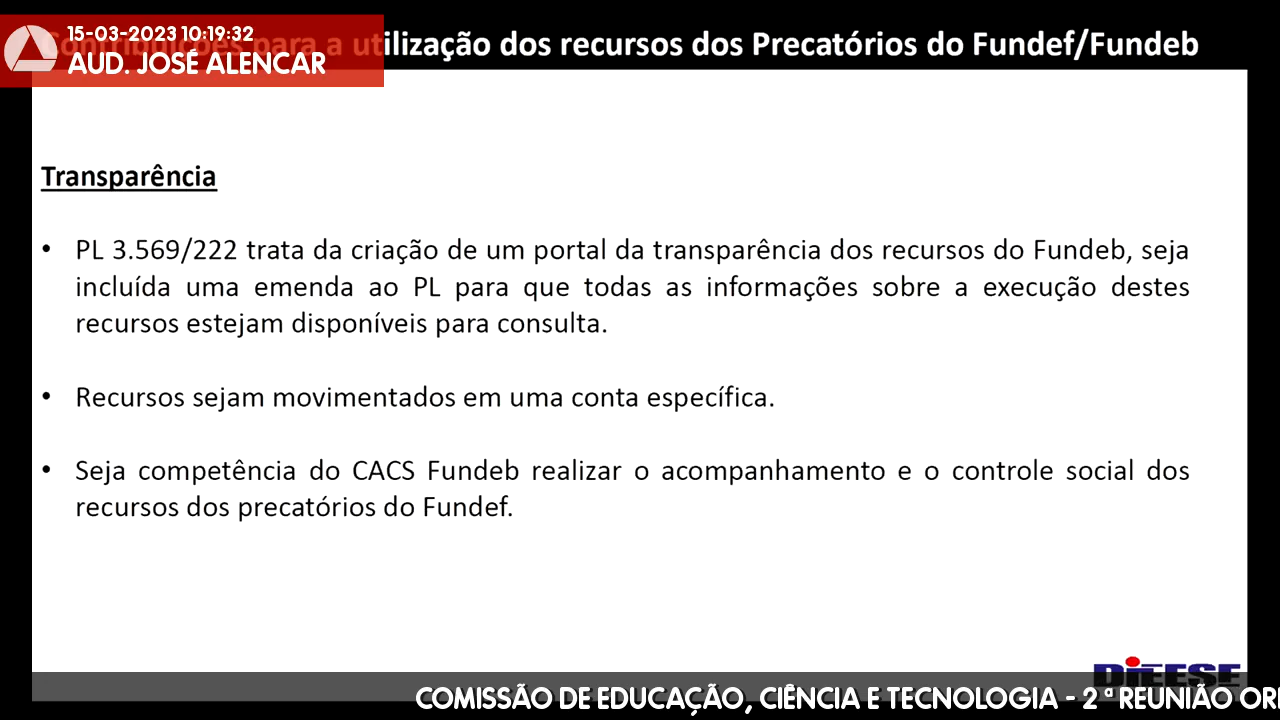 15-03-2023 10:19:32
AUD. JOSÉ ALENCAR
Contribuições para a utilização dos recursos dos Precatórios do Fundef/Fundeb
Transparência
• PL 3.569/222 trata da criação de um portal da transparência dos recursos do Fundeb, seja
incluída uma emenda ao PL para que todas as informações sobre a execução destes
recursos estejam disponíveis para consulta.
• Recursos sejam movimentados em uma conta específica.
• Seja competência do CACS Fundeb realizar o acompanhamento e o controle social dos
recursos dos precatórios do Fundef.
DIEESE
COMISSÃO DE EDUCAÇÃO, CIÊNCIA E TECNOLOGIA - 2ª REUNIÃO OR